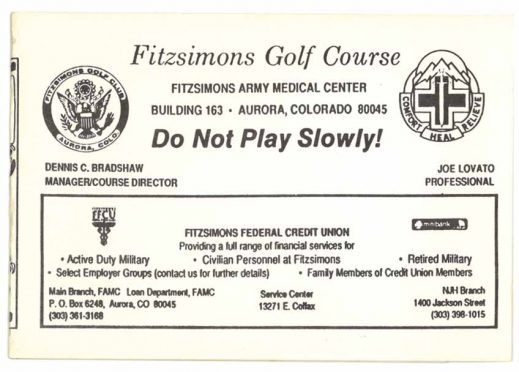 Fitzsimons Golf Course
FITZSIMONS GOLF CLUB
AURORA, COLO.
FITZSIMONS ARMY MEDICAL CENTER
BUILDING 163 • AURORA, COLORADO 80045
COMFORT HEAL RELIEVE
Do Not Play Slowly!
DENNIS C. BRADSHAW
MANAGER/COURSE DIRECTOR
JOE LOVATO
PROFESSIONAL
FFCU
minibank
FITZSIMONS FEDERAL CREDIT UNION
Providing a full range of financial services for
• Active Duty Military • Civilian Personnel at Fitzsimons • Retired Military
• Select Employer Groups (contact us for further details) • Family Members of Credit Union Members
Main Branch, FAMC Loan Department, FAMC
P. O. Box 6248, Aurora, CO 80045
(303) 361-3168
Service Center
13271 E. Colfax
NJH Branch
1400 Jackson Street
(303) 398-1015